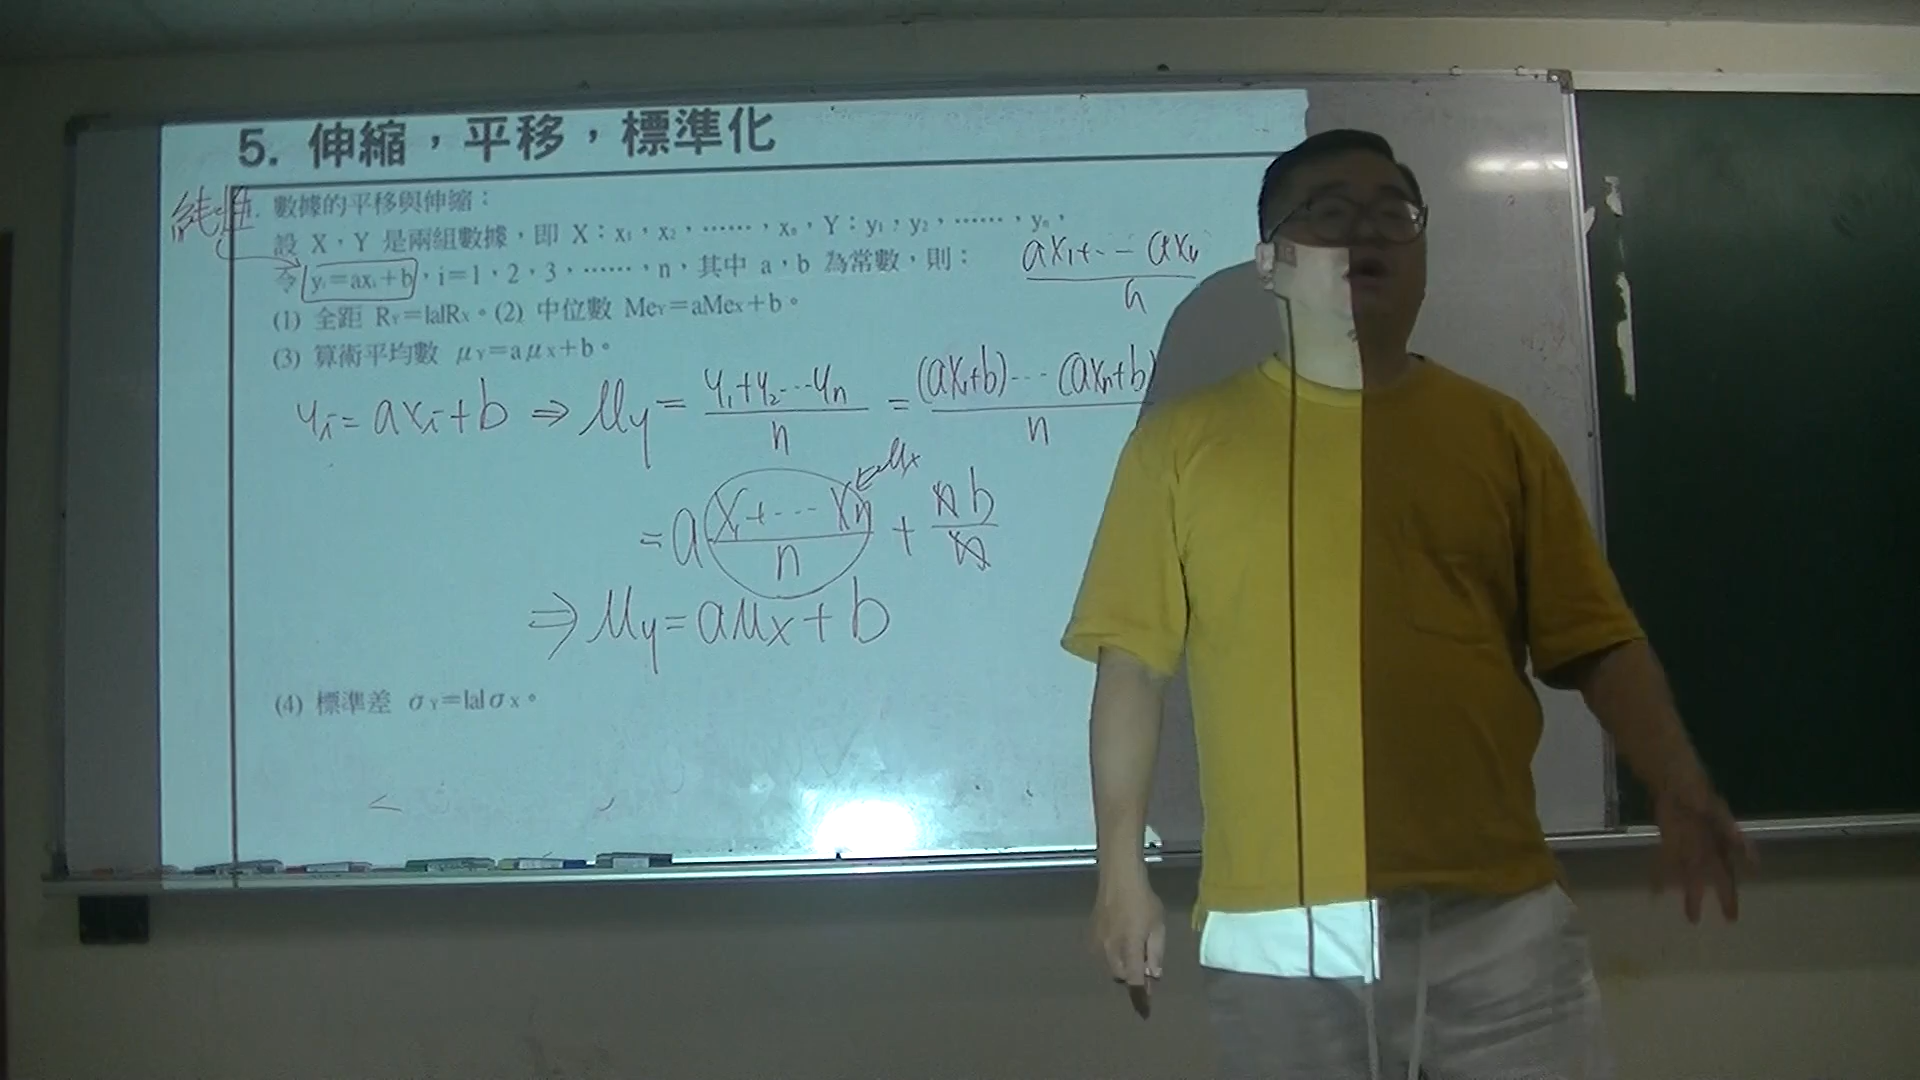 5. 伸縮，平移，標準化
1. 數據的平移與伸縮：
設 X，Y 是兩組數據，即 X：x₁，x₂，……，xₙ，Y：y₁，y₂，……，yₙ，
令 yᵢ=axᵢ+b，i=1，2，3，……，n，其中 a，b 為常數，則：
(1) 全距 Rʏ=|a|Rx。(2) 中位數 Meʏ=aMex+b。
(3) 算術平均數 μʏ=aμx+b。
yᵢ=axᵢ+b ⇒ μy = (y₁+y₂…yₙ)/n = ((ax₁+b)…(axₙ+b))/n
= a (x₁+…xₙ)/n + nb/n
⇐μx
⇒ μy=aμx+b
(4) 標準差 σʏ=|a|σx。